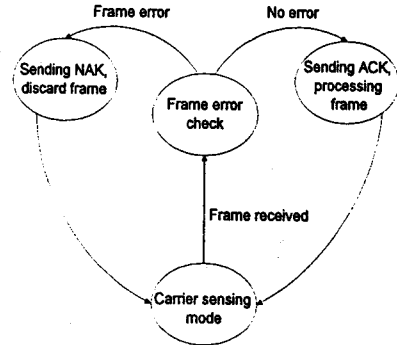 Frame error
No error
Sending NAK,
discard frame
Sending ACK,
processing
frame
Frame error
check
Frame received
Carrier sensing
mode